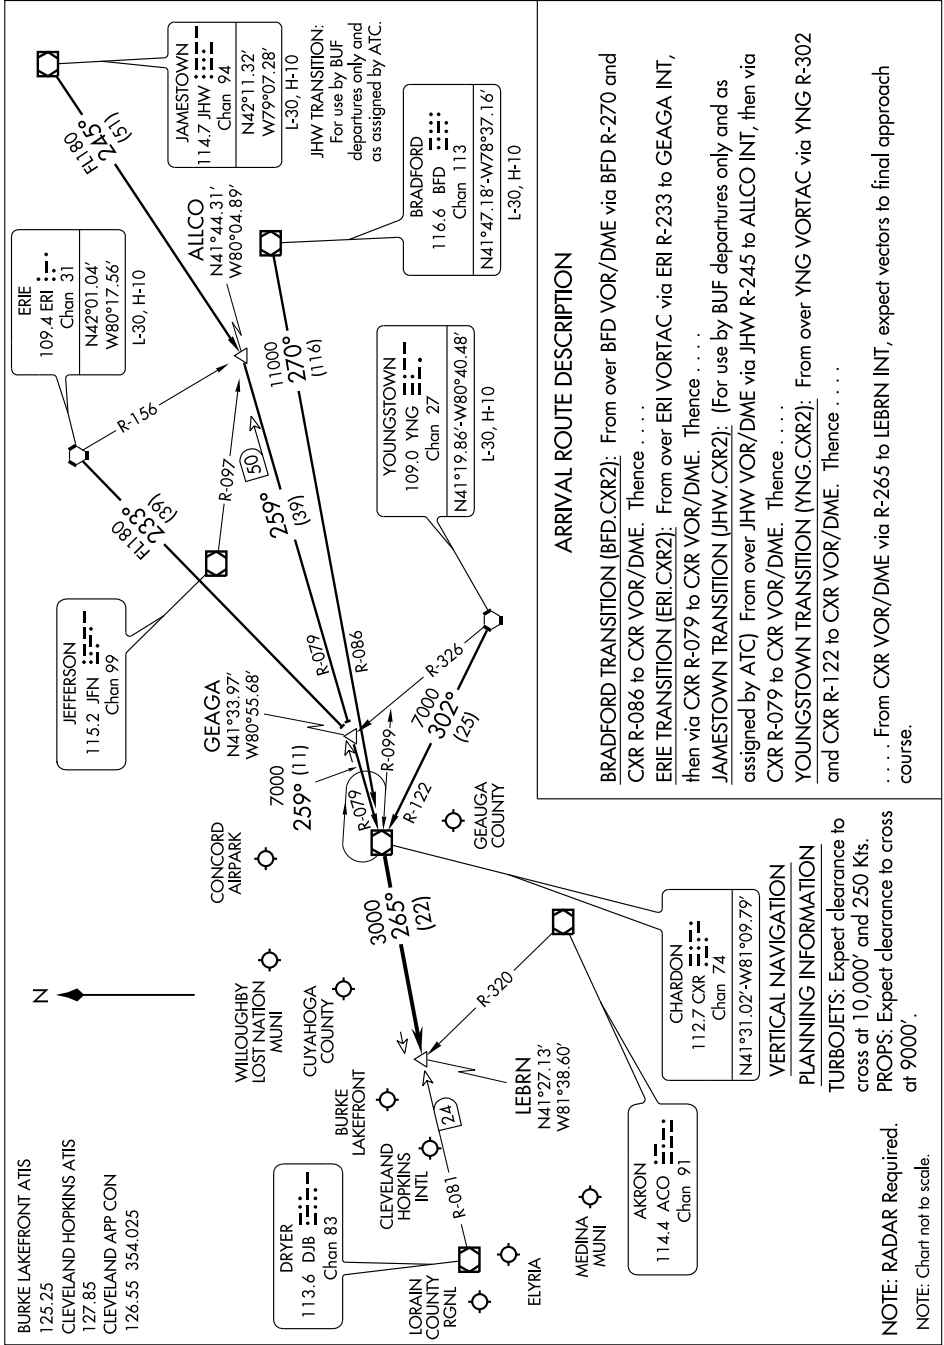 BURKE LAKEFRONT ATIS
125.25
CLEVELAND HOPKINS ATIS
127.85
CLEVELAND APP CON
126.55 354.025
N
WILLOUGHBY
LOST NATION
MUNI
CONCORD
AIRPARK
CUYAHOGA
COUNTY
BURKE
LAKEFRONT
CLEVELAND
HOPKINS
INTL
DRYER
113.6 DJB
Chan 83
LORAIN
COUNTY
RGNL
ELYRIA
MEDINA
MUNI
R-081
24
LEBRN
N41°27.13′
W81°38.60′
AKRON
114.4 ACO
Chan 91
R-320
3000
265°
(22)
CHARDON
112.7 CXR
Chan 74
N41°31.02′-W81°09.79′
GEAUGA
COUNTY
7000
259° (11)
R-079
R-099
R-122
7000
302°
(25)
R-326
GEAGA
N41°33.97′
W80°55.68′
JEFFERSON
115.2 JFN
Chan 99
R-079
R-086
FL180
233°
(39)
R-097
50
259°
(39)
R-156
ERIE
109.4 ERI
Chan 31
N42°01.04′
W80°17.56′
L-30, H-10
11000
270°
(116)
YOUNGSTOWN
109.0 YNG
Chan 27
N41°19.86′-W80°40.48′
L-30, H-10
ALLCO
N41°44.31′
W80°04.89′
FL180
245°
(51)
JAMESTOWN
114.7 JHW
Chan 94
N42°11.32′
W79°07.28′
L-30, H-10
JHW TRANSITION:
For use by BUF
departures only and
as assigned by ATC.
BRADFORD
116.6 BFD
Chan 113
N41°47.18′-W78°37.16′
L-30, H-10
VERTICAL NAVIGATION
PLANNING INFORMATION
TURBOJETS: Expect clearance to
cross at 10,000′ and 250 Kts.
PROPS: Expect clearance to cross
at 9000′.
NOTE: RADAR Required.
NOTE: Chart not to scale.
ARRIVAL ROUTE DESCRIPTION
BRADFORD TRANSITION (BFD.CXR2): From over BFD VOR/DME via BFD R-270 and
CXR R-086 to CXR VOR/DME. Thence . . . .
ERIE TRANSITION (ERI.CXR2): From over ERI VORTAC via ERI R-233 to GEAGA INT,
then via CXR R-079 to CXR VOR/DME. Thence . . . .
JAMESTOWN TRANSITION (JHW.CXR2): (For use by BUF departures only and as
assigned by ATC) From over JHW VOR/DME via JHW R-245 to ALLCO INT, then via
CXR R-079 to CXR VOR/DME. Thence . . . .
YOUNGSTOWN TRANSITION (YNG.CXR2): From over YNG VORTAC via YNG R-302
and CXR R-122 to CXR VOR/DME. Thence . . . .
. . . . From CXR VOR/DME via R-265 to LEBRN INT, expect vectors to final approach
course.